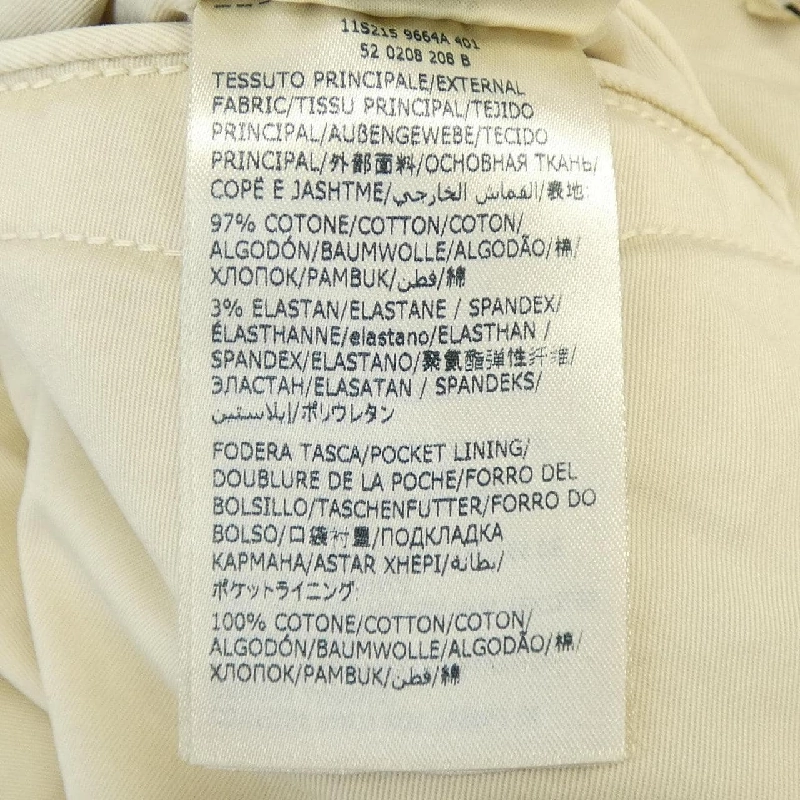 11S215 9664A 401
52 0208 208 B
TESSUTO PRINCIPALE/EXTERNAL
FABRIC/TISSU PRINCIPAL/TEJIDO
PRINCIPAL/AUßENGEWEBE/TECIDO
PRINCIPAL/外部面料/ОСНОВНАЯ ТКАНЬ/
COPË E JASHTME/القماش الخارجي/表地:
97% COTONE/COTTON/COTON/
ALGODÓN/BAUMWOLLE/ALGODÃO/棉/
ХЛОПОК/PAMBUK/قطن/綿
3% ELASTAN/ELASTANE / SPANDEX/
ÉLASTHANNE/elastano/ELASTHAN /
SPANDEX/ELASTANO/聚氨酯弹性纤维/
ЭЛАСТАН/ELASATAN / SPANDEKS/
إيلاستين/ポリウレタン
FODERA TASCA/POCKET LINING/
DOUBLURE DE LA POCHE/FORRO DEL
BOLSILLO/TASCHENFUTTER/FORRO DO
BOLSO/口袋衬里/ПОДКЛАДКА
КАРМАНА/ASTAR XHEPI/بطانة/
ポケットライニング:
100% COTONE/COTTON/COTON/
ALGODÓN/BAUMWOLLE/ALGODÃO/棉/
ХЛОПОК/PAMBUK/قطن/綿